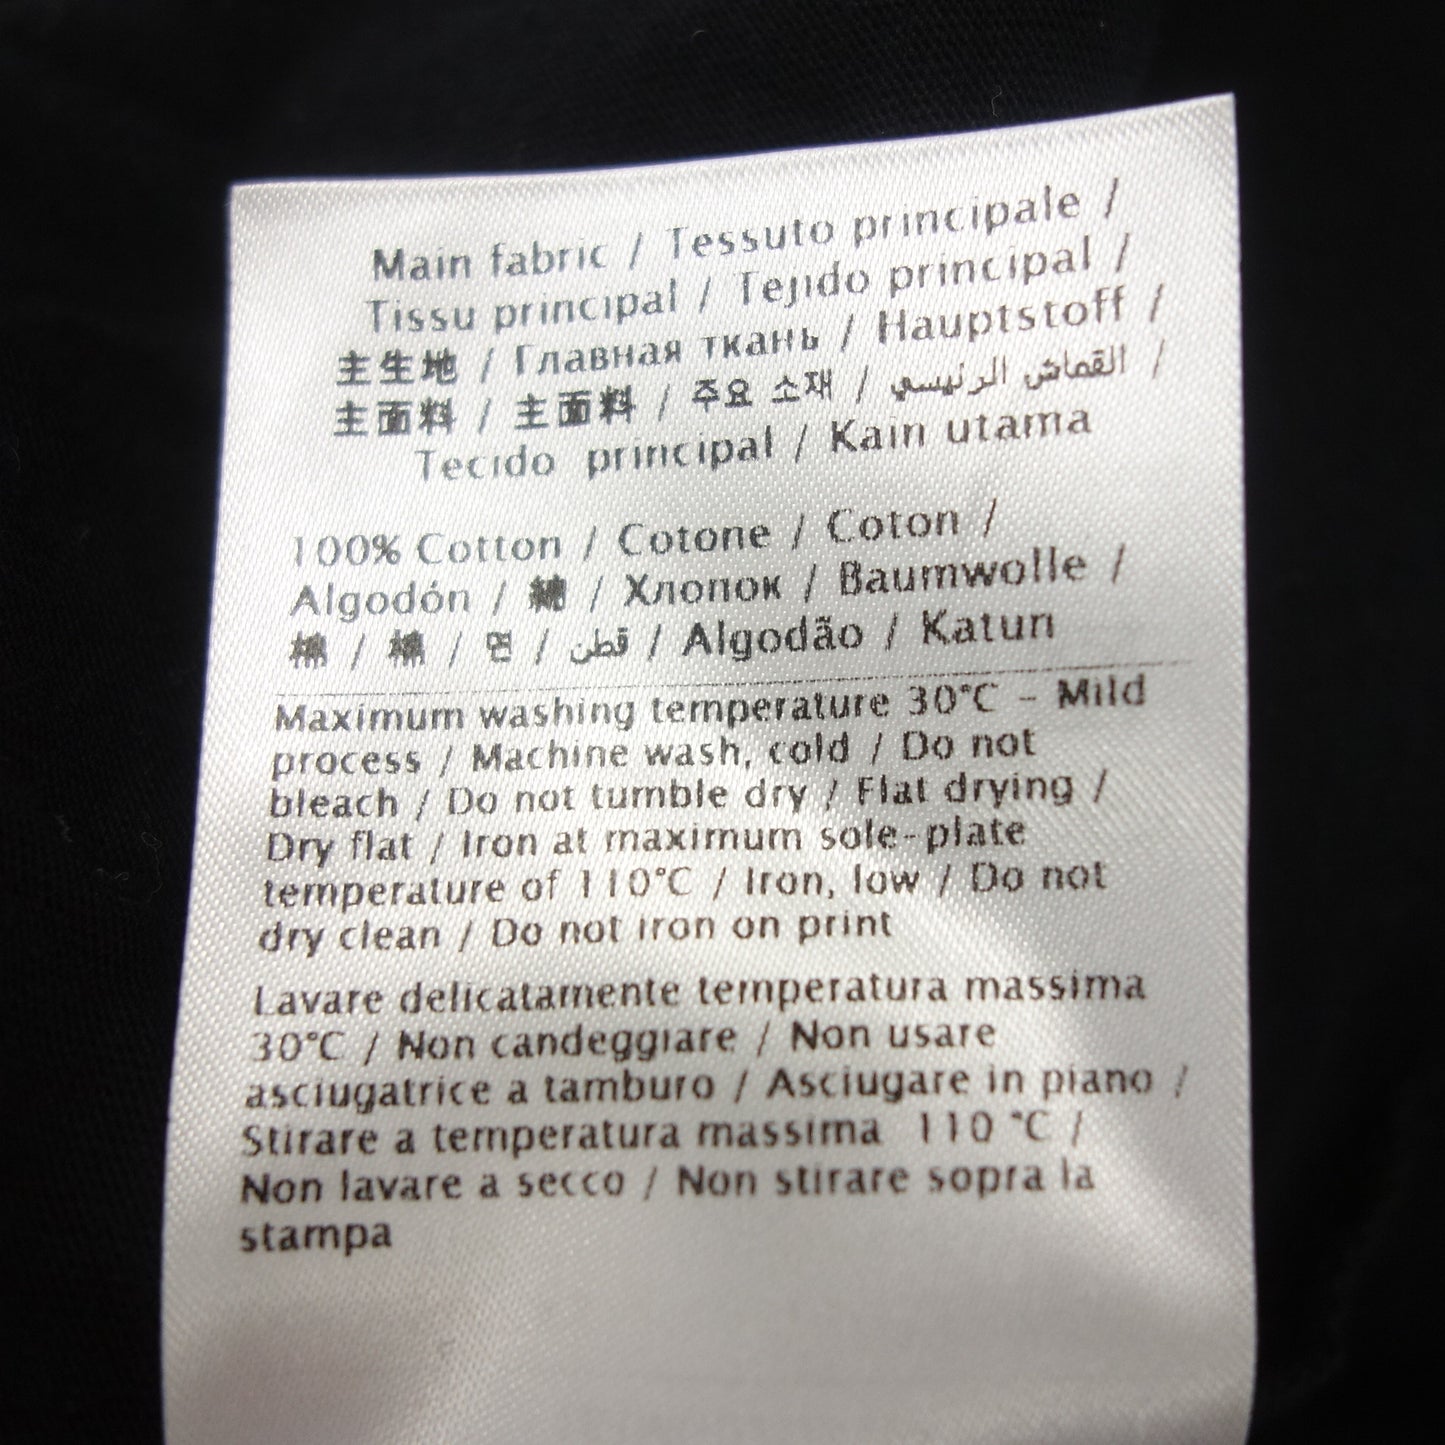 Main fabric / Tessuto principale /
Tissu principal / Tejido principal /
主生地 / Главная ткань / Hauptstoff /
主面料 / 主面料 / 주요 소재 / القماش الرئيسي /
Tecido principal / Kain utama
100% Cotton / Cotone / Coton /
Algodón / 綿 / Хлопок / Baumwolle /
棉 / 棉 / 면 / قطن / Algodão / Katun
Maximum washing temperature 30°C - Mild
process / Machine wash, cold / Do not
bleach / Do not tumble dry / Flat drying /
Dry flat / Iron at maximum sole-plate
temperature of 110°C / Iron, low / Do not
dry clean / Do not iron on print
Lavare delicatamente temperatura massima
30°C / Non candeggiare / Non usare
asciugatrice a tamburo / Asciugare in piano /
Stirare a temperatura massima 110 °C /
Non lavare a secco / Non stirare sopra la
stampa